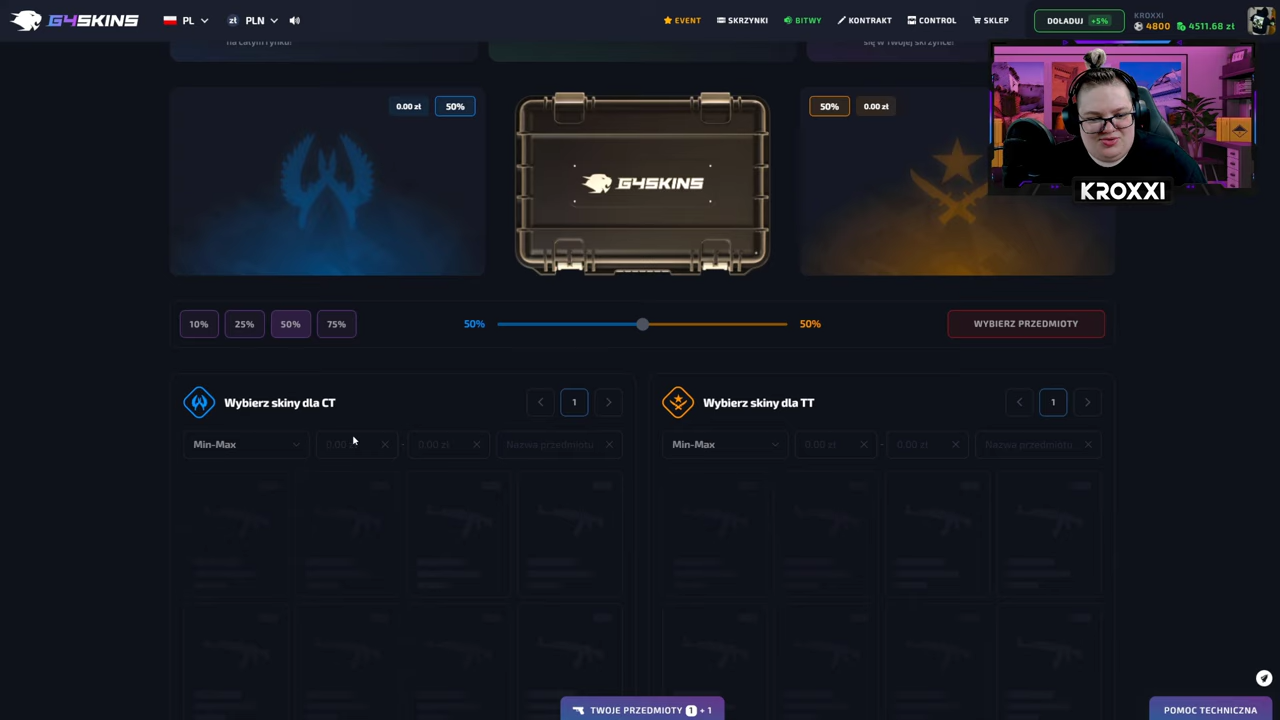 G4SKINS
PL
zł PLN
EVENT
SKRZYNKI
BITWY
KONTRAKT
CONTROL
SKLEP
DOŁADUJ +5%
KROXXI
4800 4511.68 zł
na całym rynku!
się w Twojej skrzynce!
0.00 zł 50%
G4SKINS
50% 0.00 zł
KROXXI
10% 25% 50% 75%
50% 50%
WYBIERZ PRZEDMIOTY
Wybierz skiny dla CT
1
Min-Max
0.00 - 0.00 zł
Nazwa przedmiotu
Wybierz skiny dla TT
1
Min-Max
0.00 zł - 0.00 zł
Nazwa przedmiotu
TWOJE PRZEDMIOTY 1 + 1
POMOC TECHNICZNA